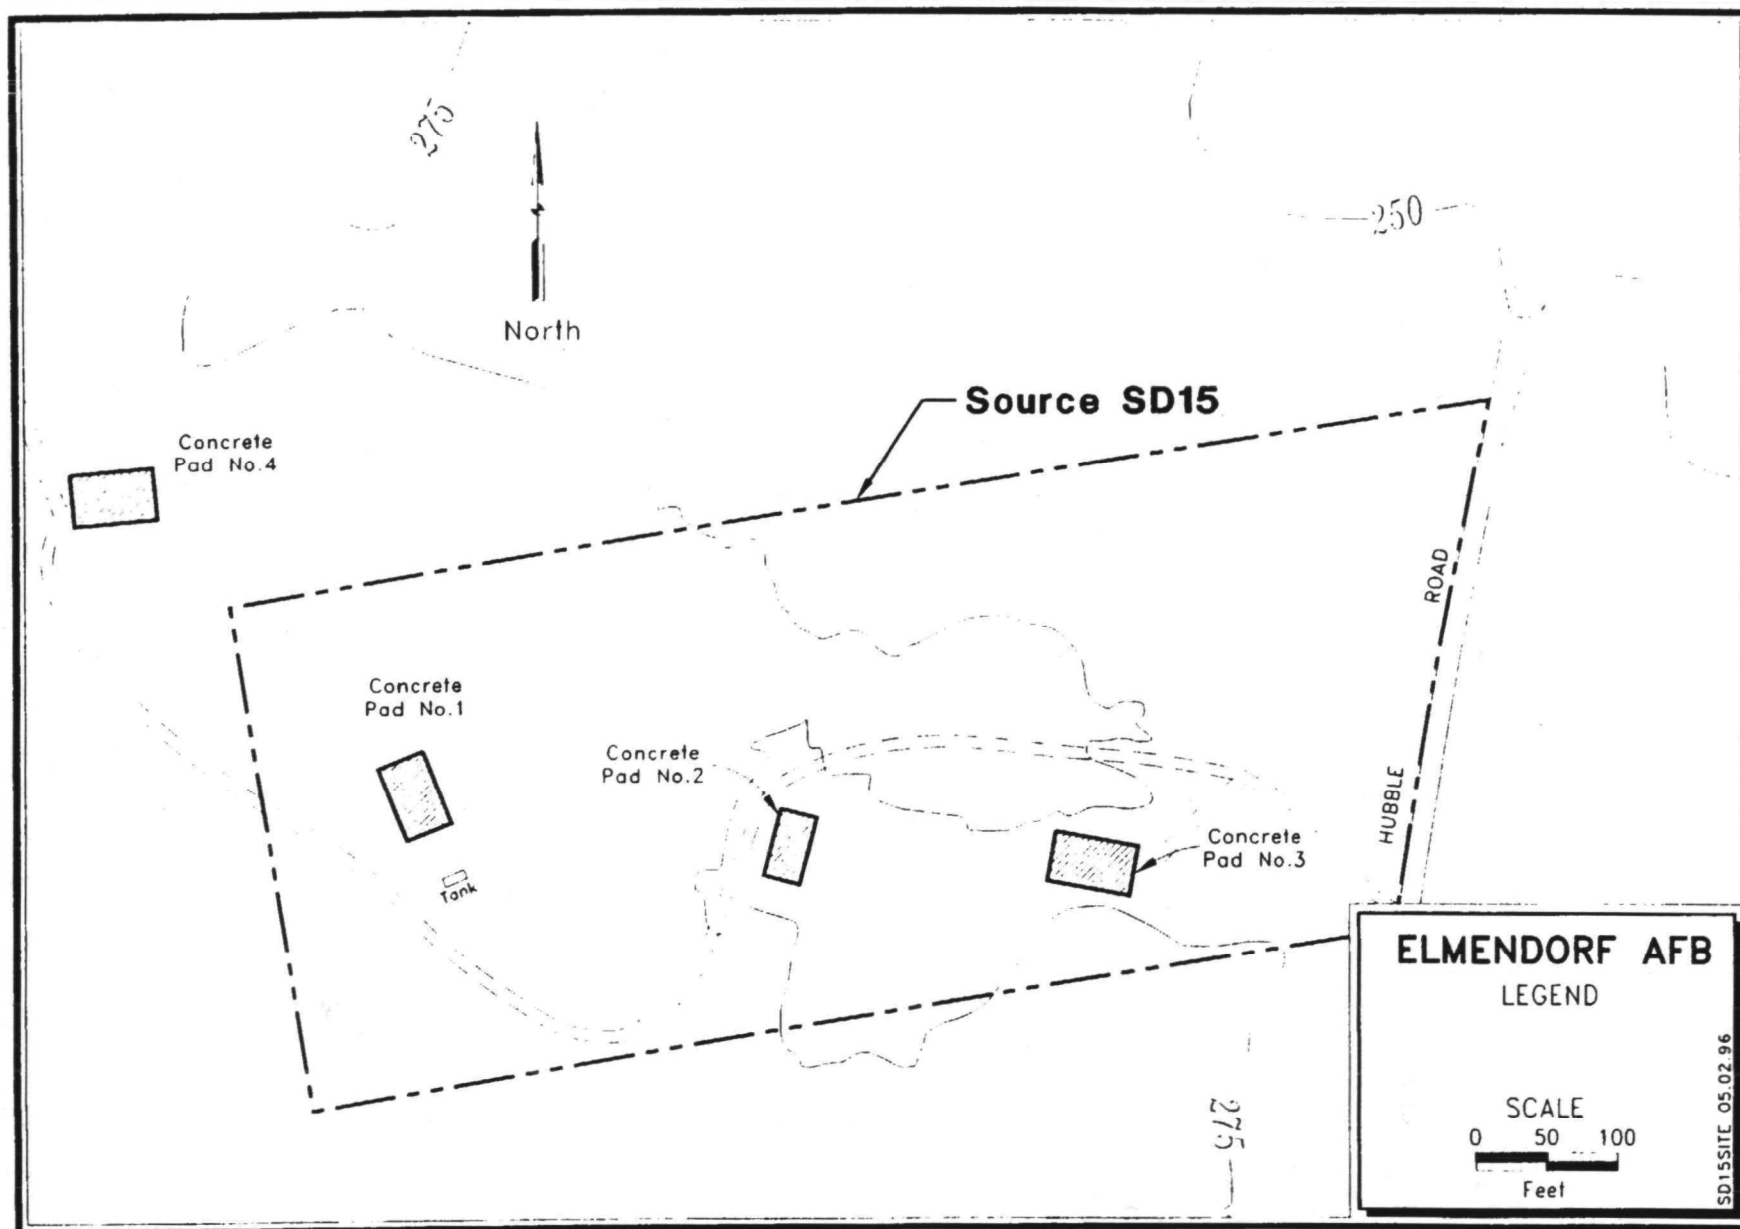 275
250
North
Source SD15
Concrete
Pad No.4
ROAD
Concrete
Pad No.1
Concrete
Pad No.2
HUBBLE
Concrete
Pad No.3
Tank
275
ELMENDORF AFB
LEGEND
SCALE
0 50 100
Feet
SD15SITE 05.02.96